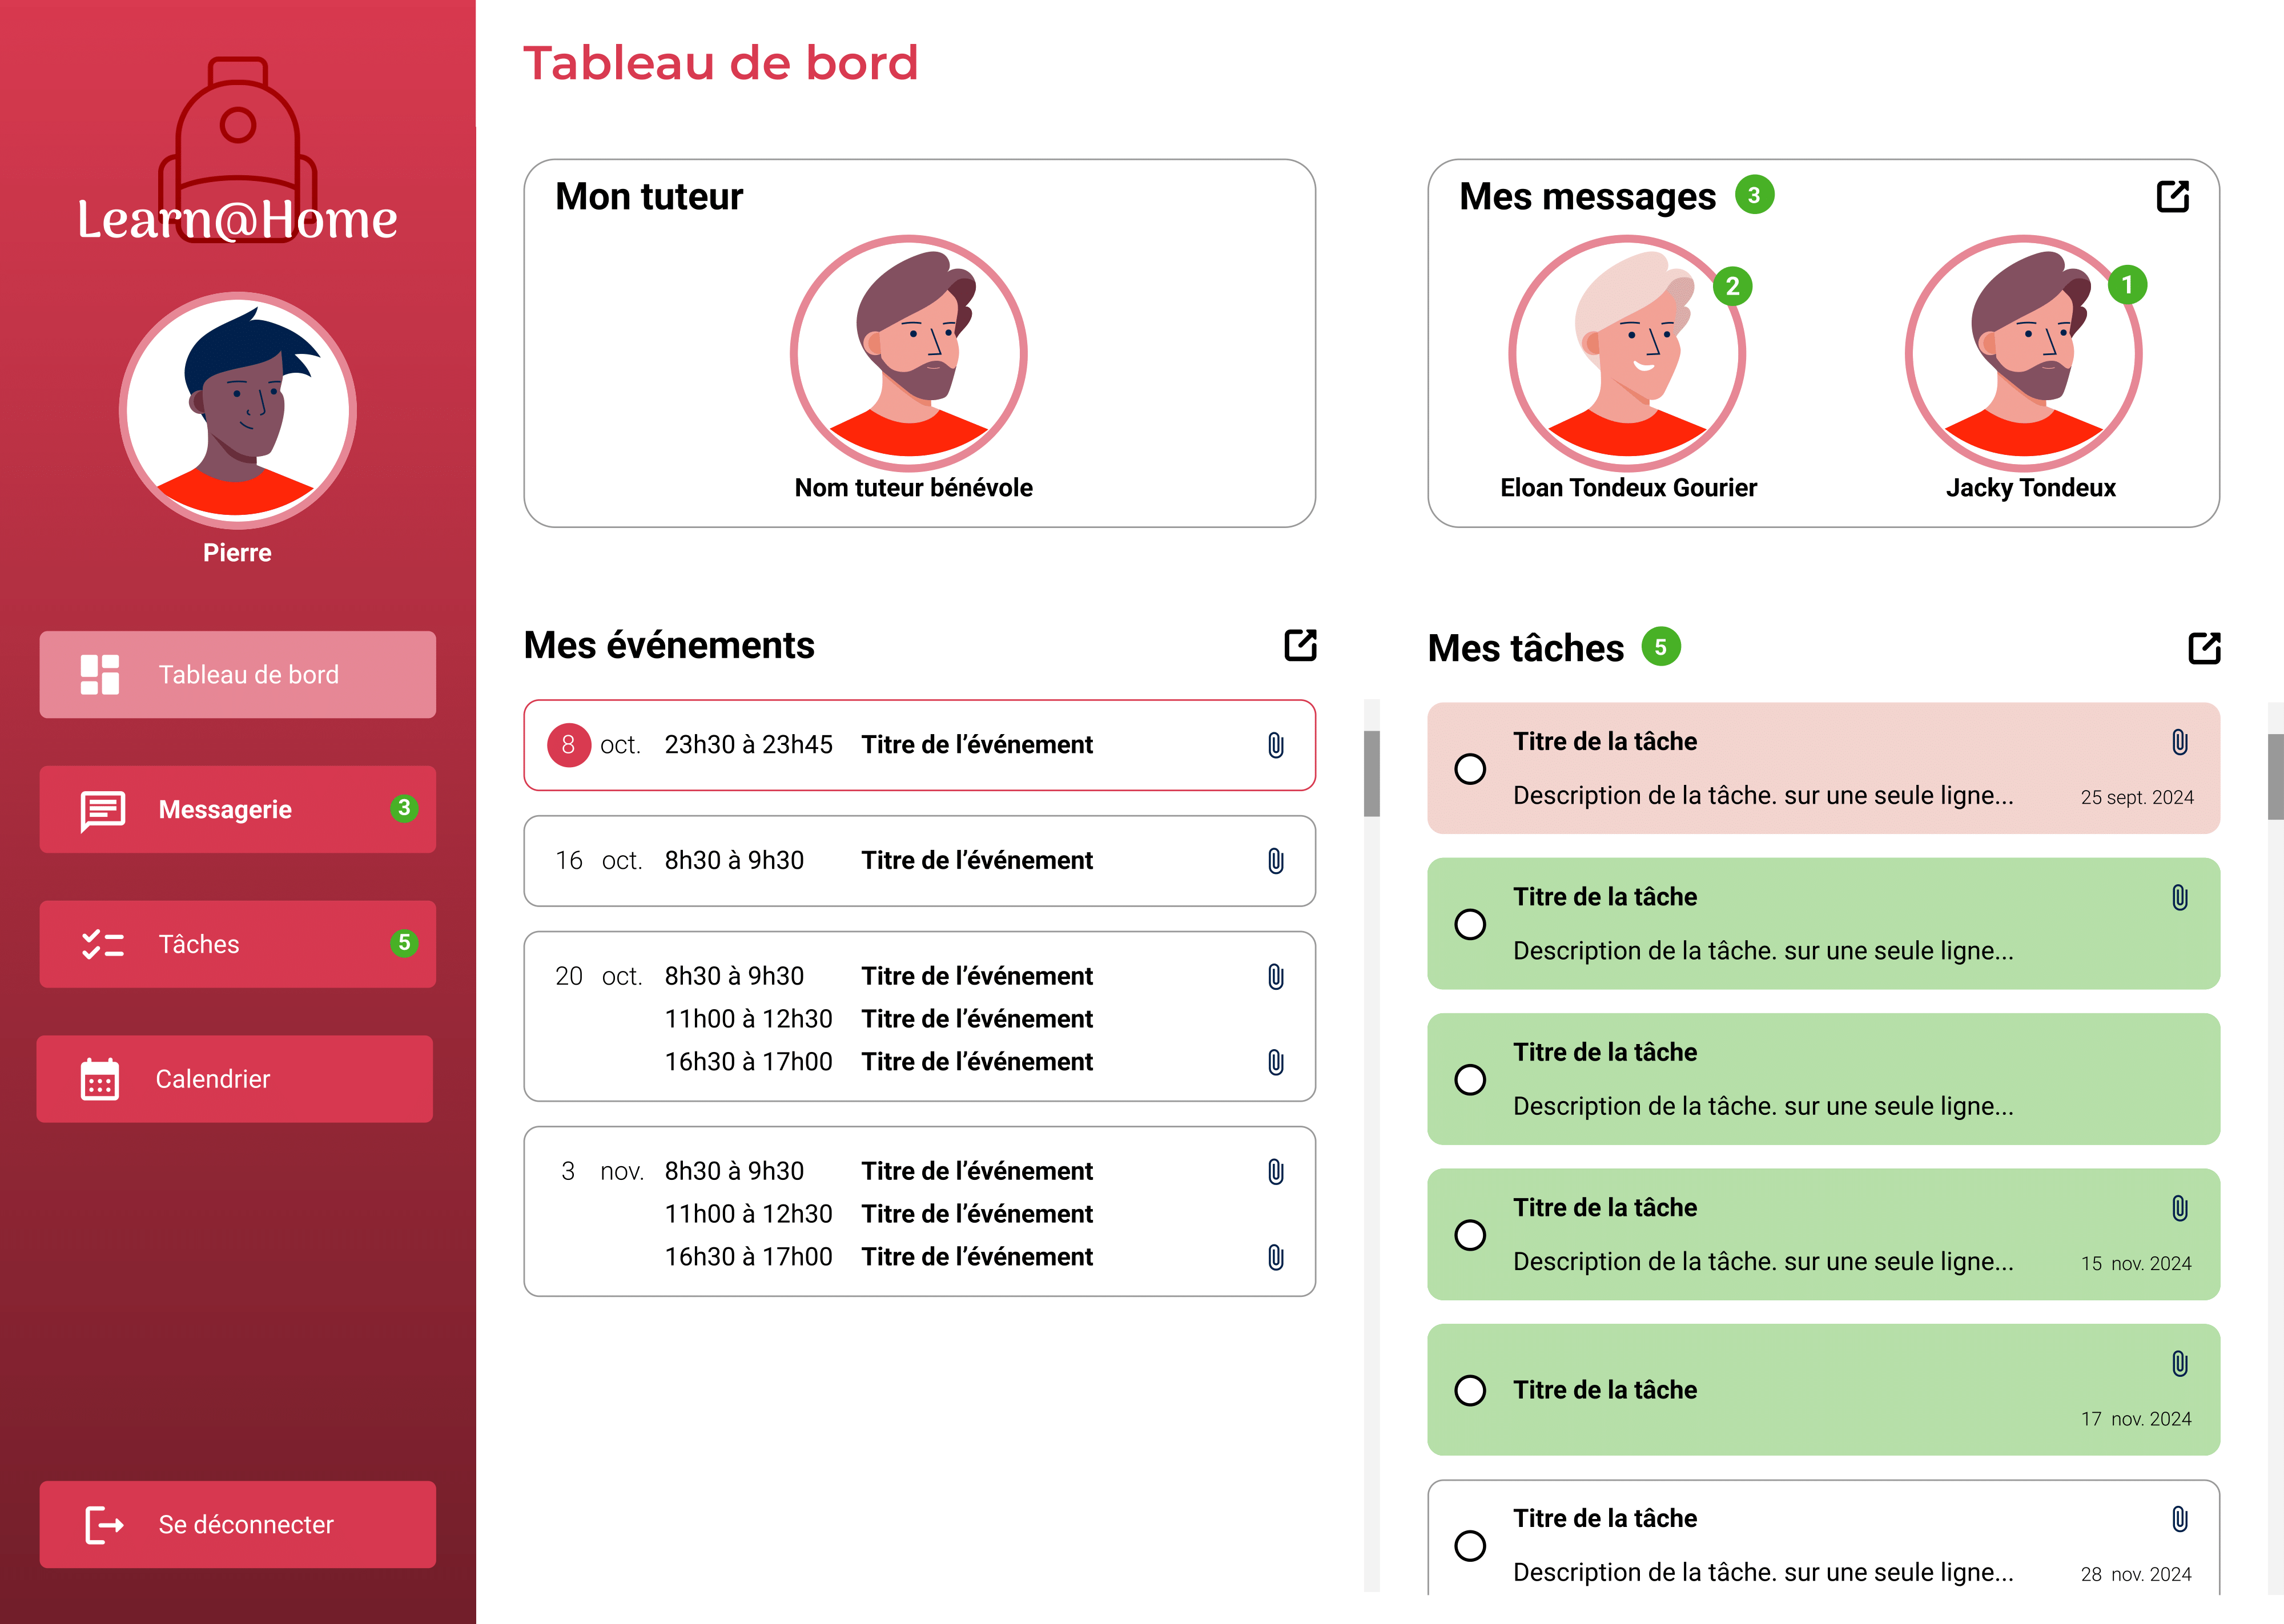 Learn@Home
Pierre
Tableau de bord
Messagerie 3
Tâches 5
Calendrier
Se déconnecter
Tableau de bord
Mon tuteur
Nom tuteur bénévole
Mes messages 3
2
1
Eloan Tondeux Gourier
Jacky Tondeux
Mes événements
8 oct. 23h30 à 23h45 Titre de l’événement
16 oct. 8h30 à 9h30 Titre de l’événement
20 oct. 8h30 à 9h30 Titre de l’événement
11h00 à 12h30 Titre de l’événement
16h30 à 17h00 Titre de l’événement
3 nov. 8h30 à 9h30 Titre de l’événement
11h00 à 12h30 Titre de l’événement
16h30 à 17h00 Titre de l’événement
Mes tâches 5
Titre de la tâche
Description de la tâche. sur une seule ligne... 25 sept. 2024
Titre de la tâche
Description de la tâche. sur une seule ligne...
Titre de la tâche
Description de la tâche. sur une seule ligne...
Titre de la tâche
Description de la tâche. sur une seule ligne... 15 nov. 2024
Titre de la tâche
17 nov. 2024
Titre de la tâche
Description de la tâche. sur une seule ligne... 28 nov. 2024